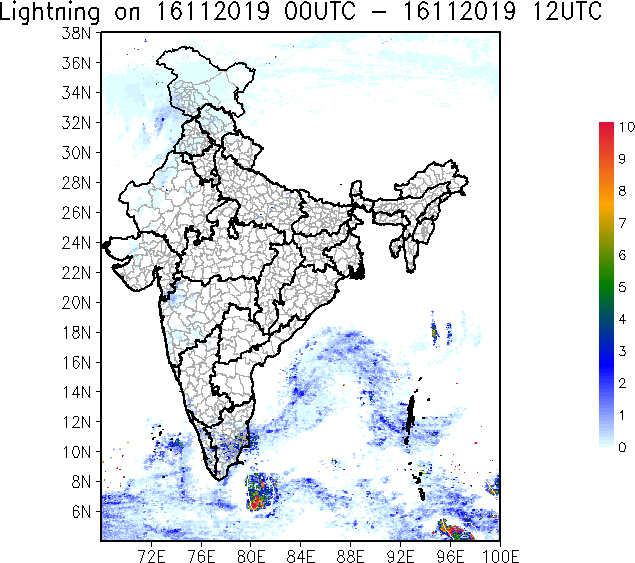 Lightning on 16112019 00UTC – 16112019 12UTC
38N
36N
34N
32N
30N
28N
26N
24N
22N
20N
18N
16N
14N
12N
10N
8N
6N
72E 76E 80E 84E 88E 92E 96E 100E
10
9
8
7
6
5
4
3
2
1
0